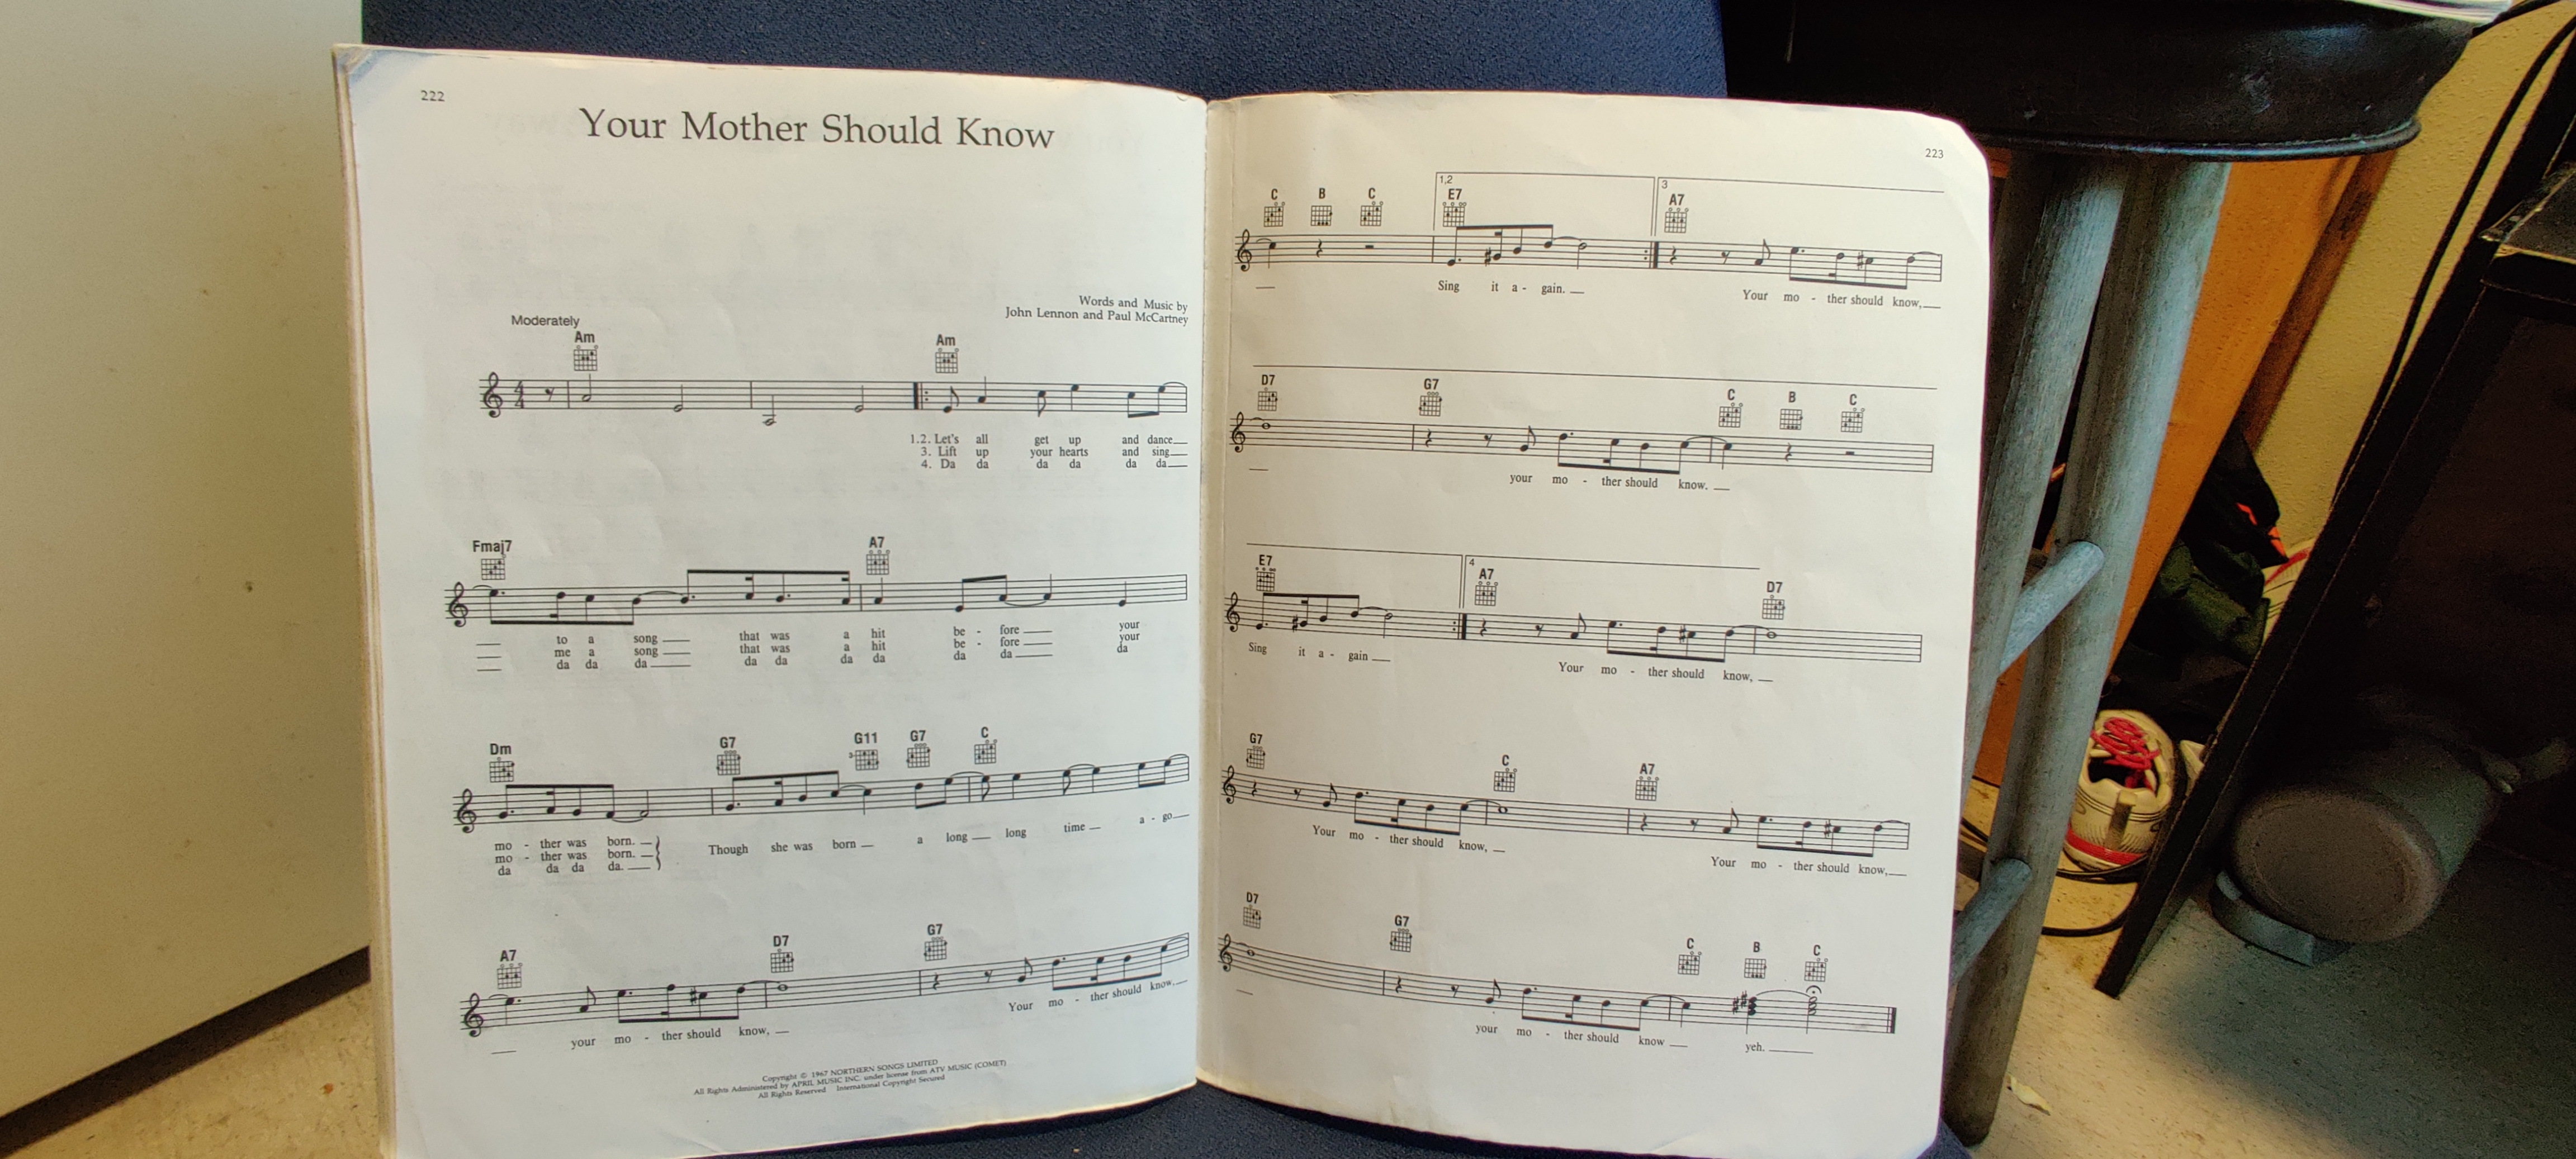 222
Your Mother Should Know
Words and Music by
John Lennon and Paul McCartney
Moderately
Am Am
1.2. Let's all get up and dance
3. Lift up your hearts and sing
4. Da da da da da da
Fmaj7 A7
to a song that was a hit be - fore your
me a song that was a hit be - fore your
da da da da da da da da da da
Dm G7 G11 G7 C
mo - ther was born.
mo - ther was born.
da da da da.
Though she was born a long long time a - go
A7 D7 G7
your mo - ther should know, Your mo - ther should know.
Copyright © 1967 NORTHERN SONGS LIMITED
All Rights Administered by APRIL MUSIC INC. under license from ATV MUSIC (COMET)
All Rights Reserved International Copyright Secured
223
C B C 1,2 E7 3 A7
Sing it a - gain. Your mo - ther should know,
D7 G7 C B C
your mo - ther should know.
E7 4 A7 D7
Sing it a - gain Your mo - ther should know,
G7 C A7
Your mo - ther should know, Your mo - ther should know,
D7 G7 C B C
your mo - ther should know yeh.